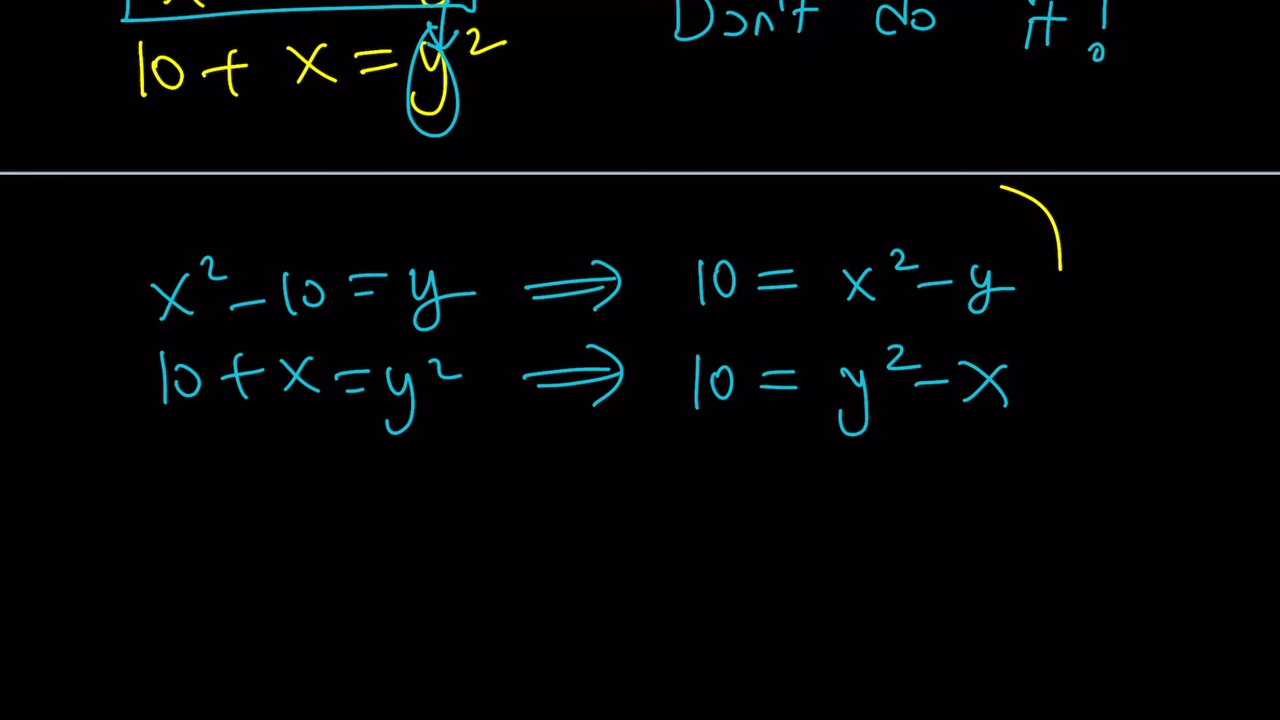 Don't do it!
10 + x = y²
x² - 10 = y ⟹ 10 = x² - y
10 + x = y² ⟹ 10 = y² - x